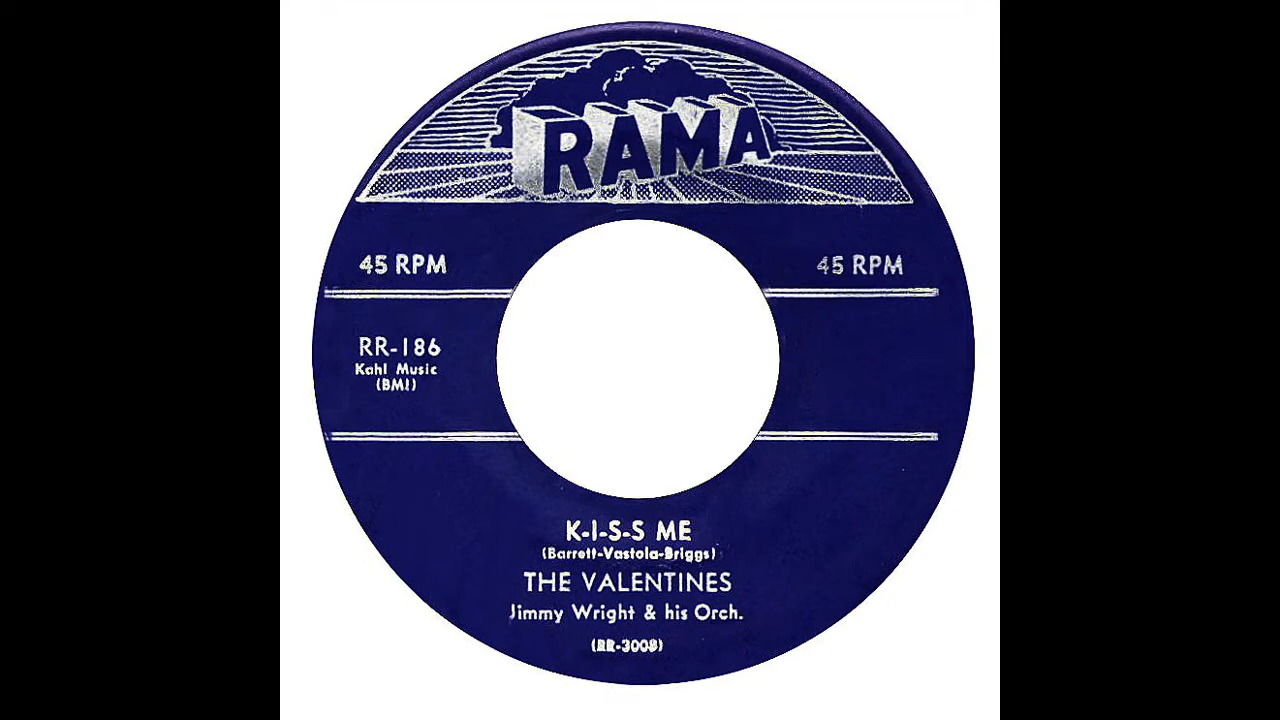 RAMA
45 RPM
45 RPM
RR-186
Kahl Music
(BMI)
K-I-S-S ME
(Barrett-Vastola-Briggs)
THE VALENTINES
Jimmy Wright & his Orch.
(RR-3008)